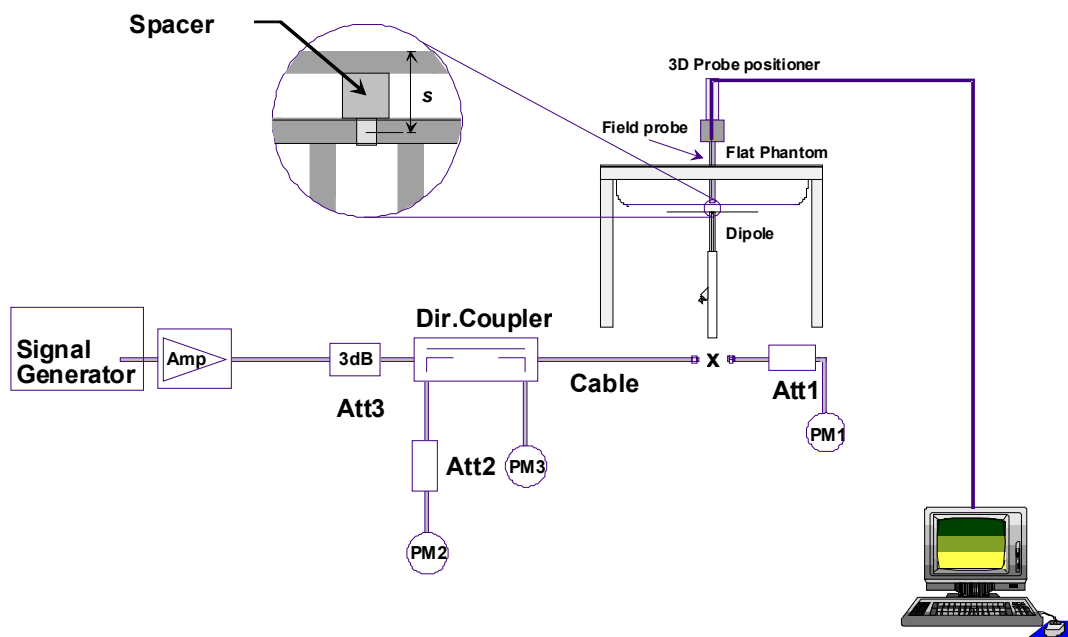 Spacer
s
3D Probe positioner
Field probe
Flat Phantom
Dipole
Dir.Coupler
Signal
Generator
Amp
3dB
Att3
Cable
x
Att1
PM1
Att2
PM3
PM2